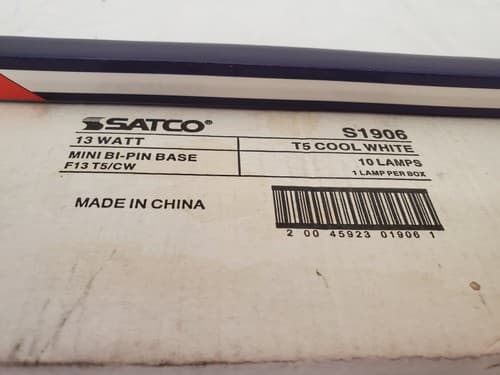 SATCO®
S1906
13 WATT
T5 COOL WHITE
MINI BI-PIN BASE
10 LAMPS
F13 T5/CW
1 LAMP PER BOX
MADE IN CHINA
2 00 45923 01906 1